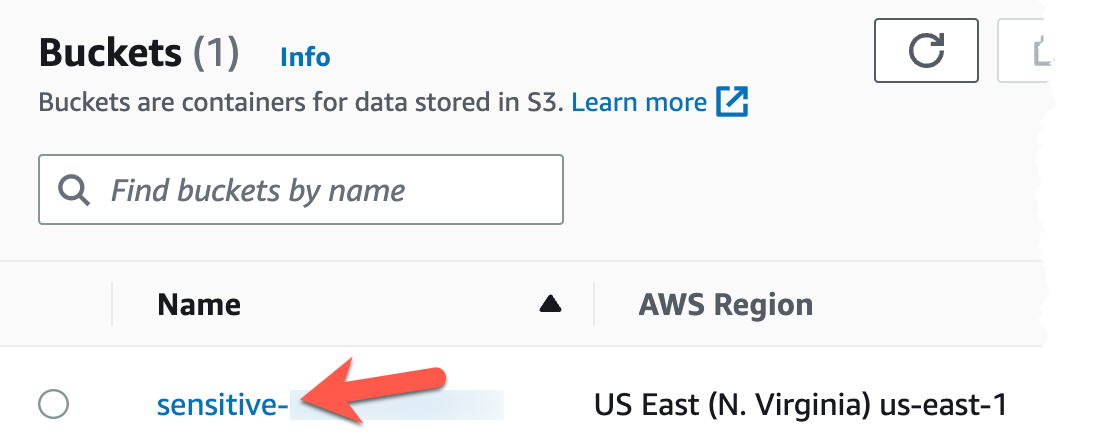 Buckets (1) Info
Buckets are containers for data stored in S3. Learn more
Find buckets by name
Name AWS Region
sensitive- US East (N. Virginia) us-east-1